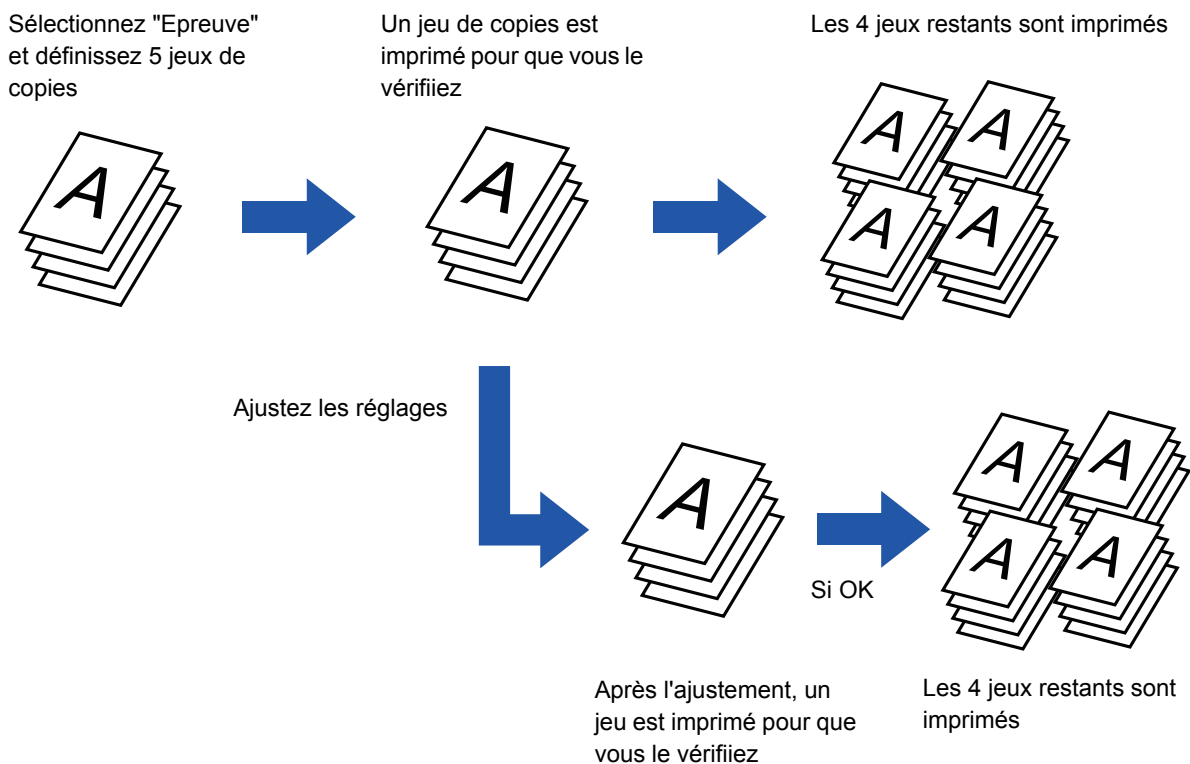 Sélectionnez "Epreuve"
et définissez 5 jeux de
copies
Un jeu de copies est
imprimé pour que vous le
vérifiiez
Les 4 jeux restants sont imprimés
A
A
A
A
A
A
Ajustez les réglages
A
Si OK
A
A
A
A
Après l'ajustement, un
jeu est imprimé pour que
vous le vérifiiez
Les 4 jeux restants sont
imprimés